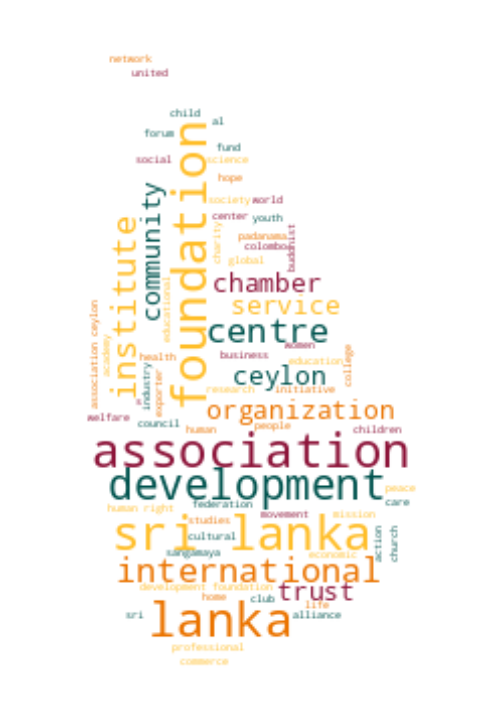 network
united
child
al
forum
fund
social
science
hope
society
world
center
youth
community
foundation
institute
charity
padanama
colombo
buddhist
global
chamber
educational
service
centre
association ceylon
academy
women
health
business
education
college
industry
exporter
ceylon
s
research
initiative
welfare
council
organization
human
people
children
association
development
peace
care
human right
federation
movement
mission
studies
sri lanka
cultural
action
church
sangamaya
economic
international
development foundation
trust
home
club
life
sri
lanka
alliance
professional
commerce